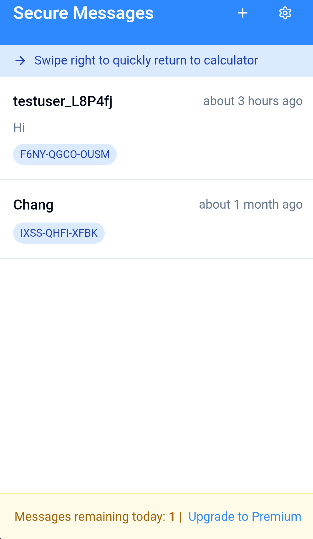 Secure Messages
Swipe right to quickly return to calculator
testuser_L8P4fj about 3 hours ago
Hi
F6NY-QGCO-OUSM
Chang about 1 month ago
IXSS-QHFI-XFBK
Messages remaining today: 1 | Upgrade to Premium